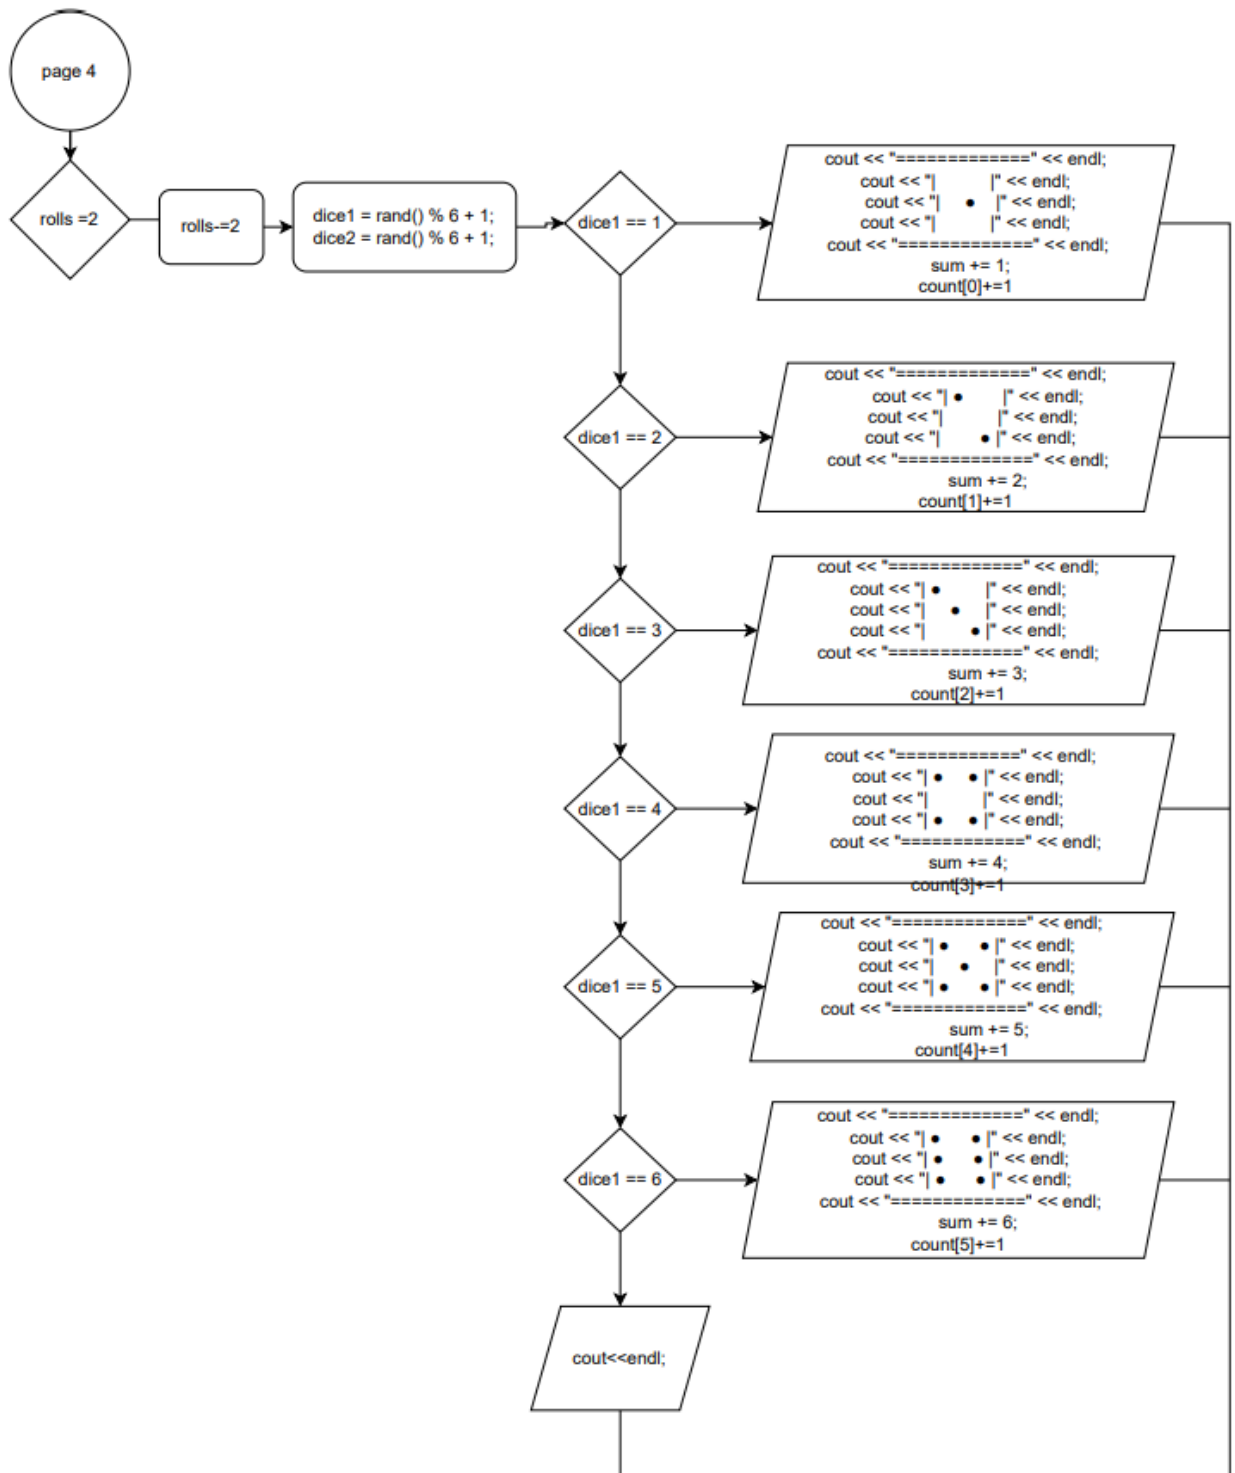 page 4
rolls =2
rolls-=2
dice1 = rand() % 6 + 1;
dice2 = rand() % 6 + 1;
dice1 == 1
cout << "=============" << endl;
cout << "|           |" << endl;
cout << "|     ●     |" << endl;
cout << "|           |" << endl;
cout << "=============" << endl;
sum += 1;
count[0]+=1
dice1 == 2
cout << "=============" << endl;
cout << "| ●         |" << endl;
cout << "|           |" << endl;
cout << "|         ● |" << endl;
cout << "=============" << endl;
sum += 2;
count[1]+=1
dice1 == 3
cout << "=============" << endl;
cout << "| ●         |" << endl;
cout << "|     ●     |" << endl;
cout << "|         ● |" << endl;
cout << "=============" << endl;
sum += 3;
count[2]+=1
dice1 == 4
cout << "============" << endl;
cout << "| ●     ● |" << endl;
cout << "|           |" << endl;
cout << "| ●     ● |" << endl;
cout << "============" << endl;
sum += 4;
count[3]+=1
dice1 == 5
cout << "=============" << endl;
cout << "| ●      ● |" << endl;
cout << "|     ●     |" << endl;
cout << "| ●      ● |" << endl;
cout << "=============" << endl;
sum += 5;
count[4]+=1
dice1 == 6
cout << "=============" << endl;
cout << "| ●      ● |" << endl;
cout << "| ●      ● |" << endl;
cout << "| ●      ● |" << endl;
cout << "=============" << endl;
sum += 6;
count[5]+=1
cout<<endl;